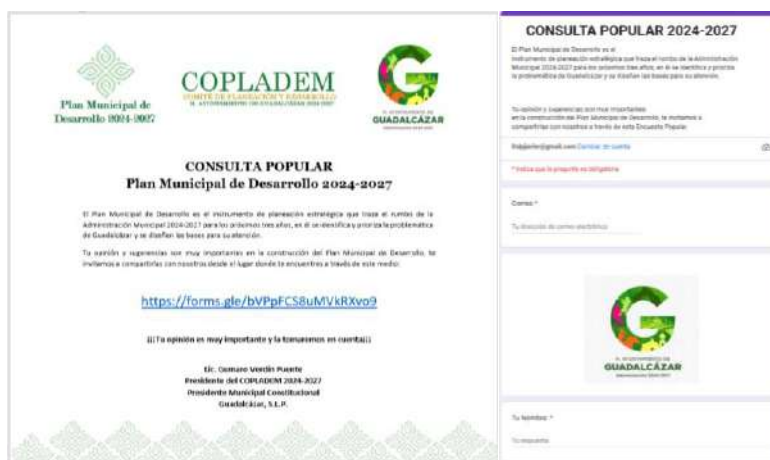 Plan Municipal de
Desarrollo 2024-2027
COPLADEM
COMITÉ DE PLANEACIÓN Y DESARROLLO
H. AYUNTAMIENTO DE GUADALCÁZAR 2024-2027
H. AYUNTAMIENTO DE
GUADALCÁZAR
CONSULTA POPULAR
Plan Municipal de Desarrollo 2024-2027
El Plan Municipal de Desarrollo es el instrumento de planeación estratégica que traza el rumbo de la
Administración Municipal 2024-2027 para los próximos tres años, en él se identifica y prioriza la problemática
de Guadalcázar y se diseñan las bases para su atención.
Tu opinión y sugerencias son muy importantes en la construcción del Plan Municipal de Desarrollo, te
invitamos a compartirlas con nosotros desde el lugar donde te encuentres a través de este medio:
https://forms.gle/bVPpFCS8uMVkRXvo9
¡¡¡Tu opinión es muy importante y la tomaremos en cuenta!!!
Lic. Gumaro Verdín Puente
Presidente del COPLADEM 2024-2027
Presidente Municipal Constitucional
Guadalcázar, S.L.P.
CONSULTA POPULAR 2024-2027
El Plan Municipal de Desarrollo es el
instrumento de planeación estratégica que traza el rumbo de la Administración
Municipal 2024-2027 para los próximos tres años, en él se identifica y prioriza
la problemática de Guadalcázar y se diseñan las bases para su atención.
Tu opinión y sugerencias son muy importantes
en la construcción del Plan Municipal de Desarrollo, te invitamos a
compartirlas con nosotros a través de esta Encuesta Popular.
Cambiar de cuenta
* Indica que la pregunta es obligatoria
Correo *
Tu dirección de correo electrónico
H. AYUNTAMIENTO DE
GUADALCÁZAR
Tu Nombre: *
Tu respuesta